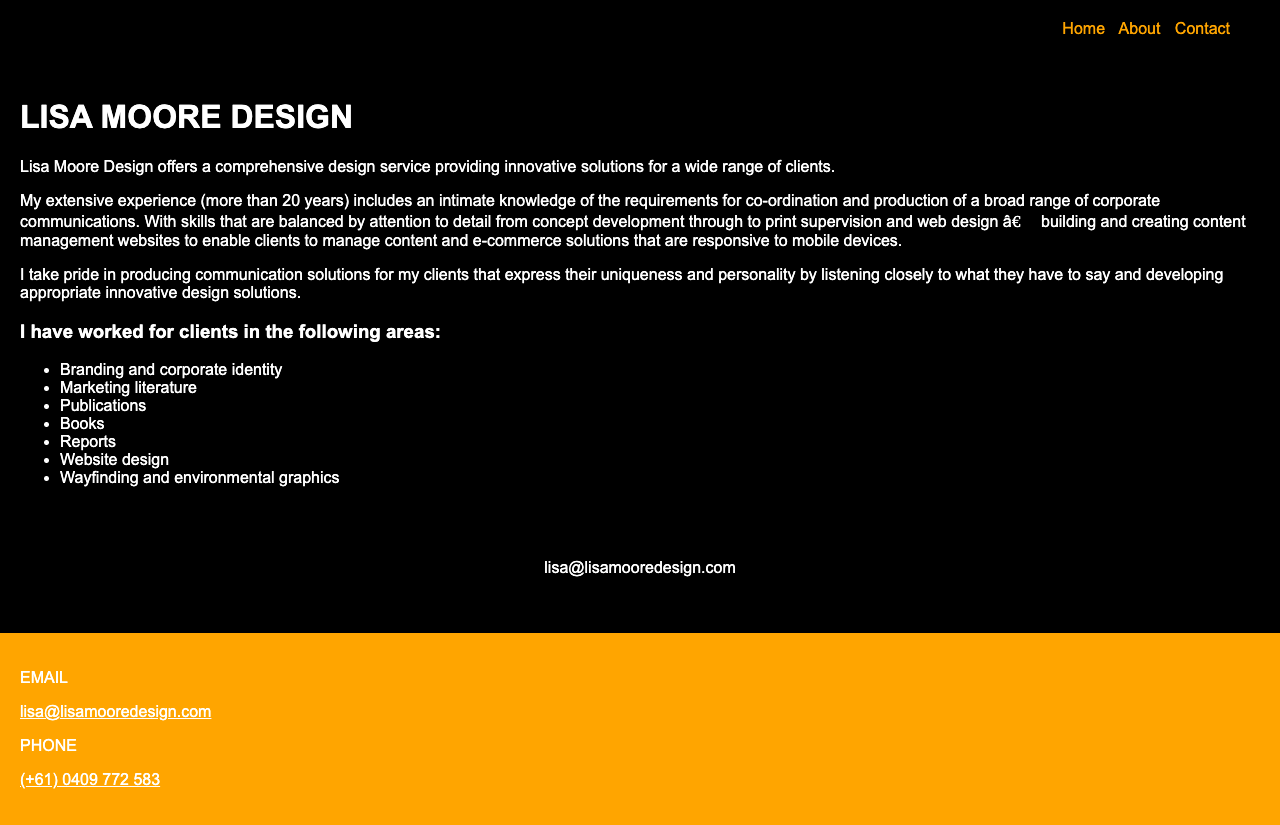 Home About Contact
LISA MOORE DESIGN
Lisa Moore Design offers a comprehensive design service providing innovative solutions for a wide range of clients.
My extensive experience (more than 20 years) includes an intimate knowledge of the requirements for co-ordination and production of a broad range of corporate
communications. With skills that are balanced by attention to detail from concept development through to print supervision and web design â€ building and creating content
management websites to enable clients to manage content and e-commerce solutions that are responsive to mobile devices.
I take pride in producing communication solutions for my clients that express their uniqueness and personality by listening closely to what they have to say and developing
appropriate innovative design solutions.
I have worked for clients in the following areas:
• Branding and corporate identity
• Marketing literature
• Publications
• Books
• Reports
• Website design
• Wayfinding and environmental graphics
lisa@lisamooredesign.com
EMAIL
lisa@lisamooredesign.com
PHONE
(+61) 0409 772 583